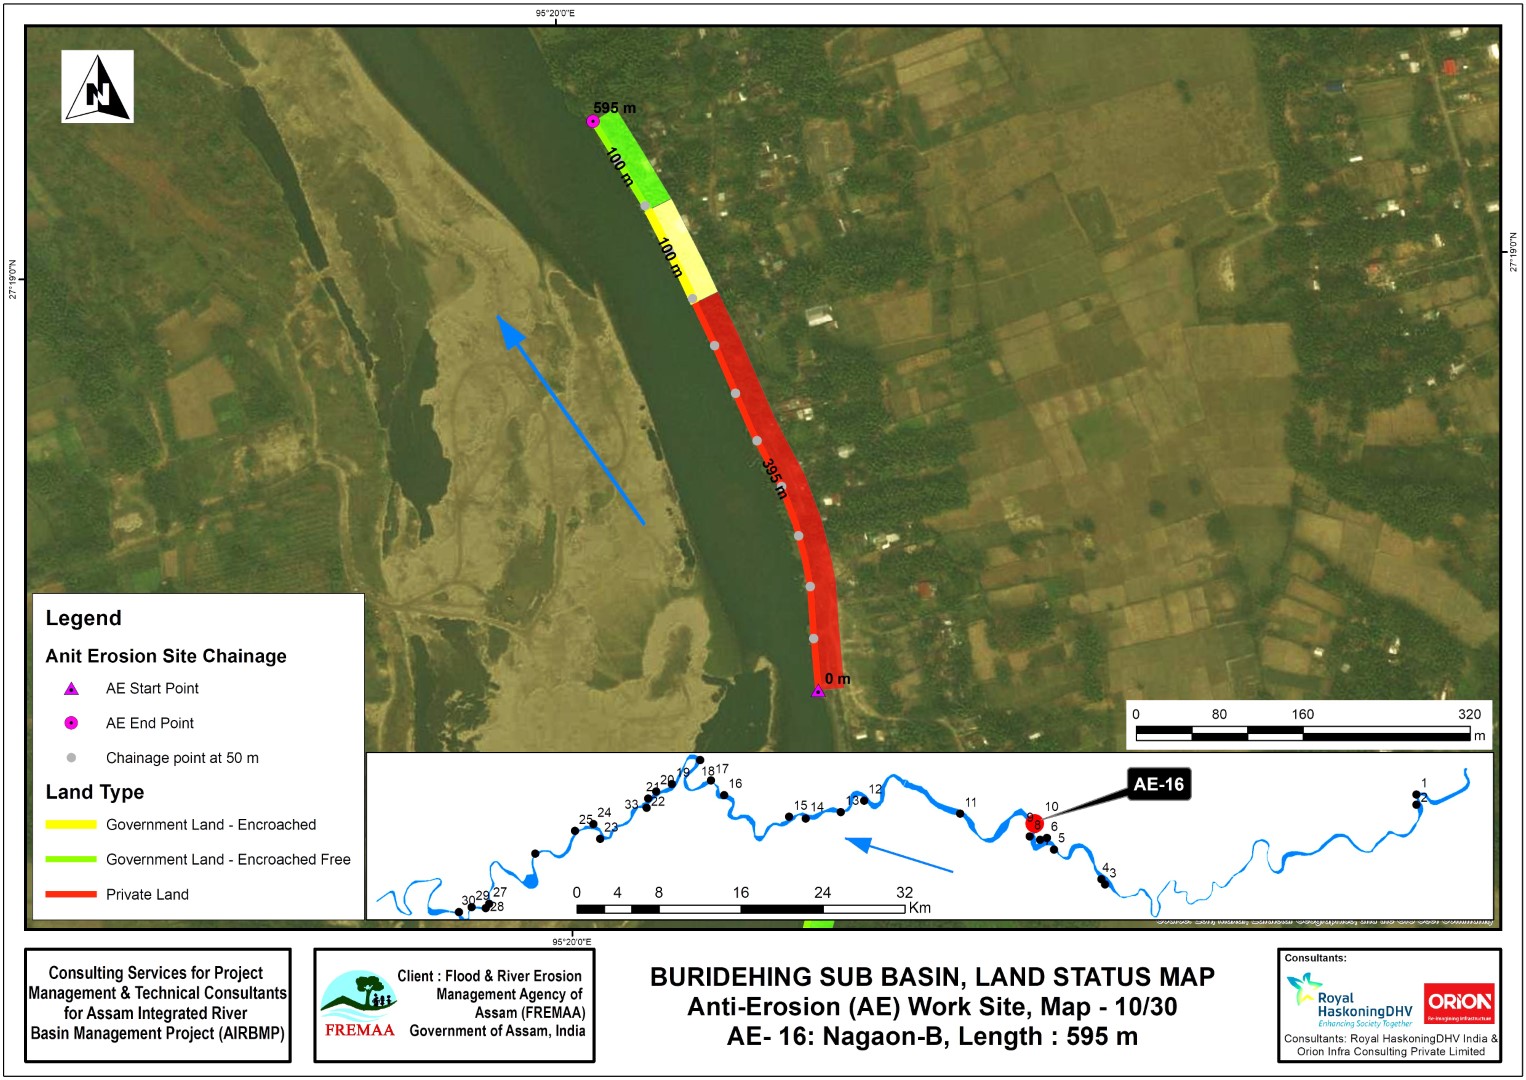 95°20'0"E
N
595 m
100 m
100 m
27°19'0"N
27°19'0"N
395 m
0 m
Legend
Anit Erosion Site Chainage
AE Start Point
AE End Point
Chainage point at 50 m
Land Type
Government Land - Encroached
Government Land - Encroached Free
Private Land
0 80 160 320
m
AE-16
1
2
3
4
5
6
8
9
10
11
12
13
14
15
16
17
18
19
20
21
22
33
23
24
25
27
28
29
30
0 4 8 16 24 32
Km
95°20'0"E
Consulting Services for Project
Management & Technical Consultants
for Assam Integrated River
Basin Management Project (AIRBMP)
FREMAA
Client : Flood & River Erosion
Management Agency of
Assam (FREMAA)
Government of Assam, India
BURIDEHING SUB BASIN, LAND STATUS MAP
Anti-Erosion (AE) Work Site, Map - 10/30
AE- 16: Nagaon-B, Length : 595 m
Consultants:
Royal
HaskoningDHV
Enhancing Society Together
ORION
Re-imagining Infrastructure
Consultants: Royal HaskoningDHV India &
Orion Infra Consulting Private Limited